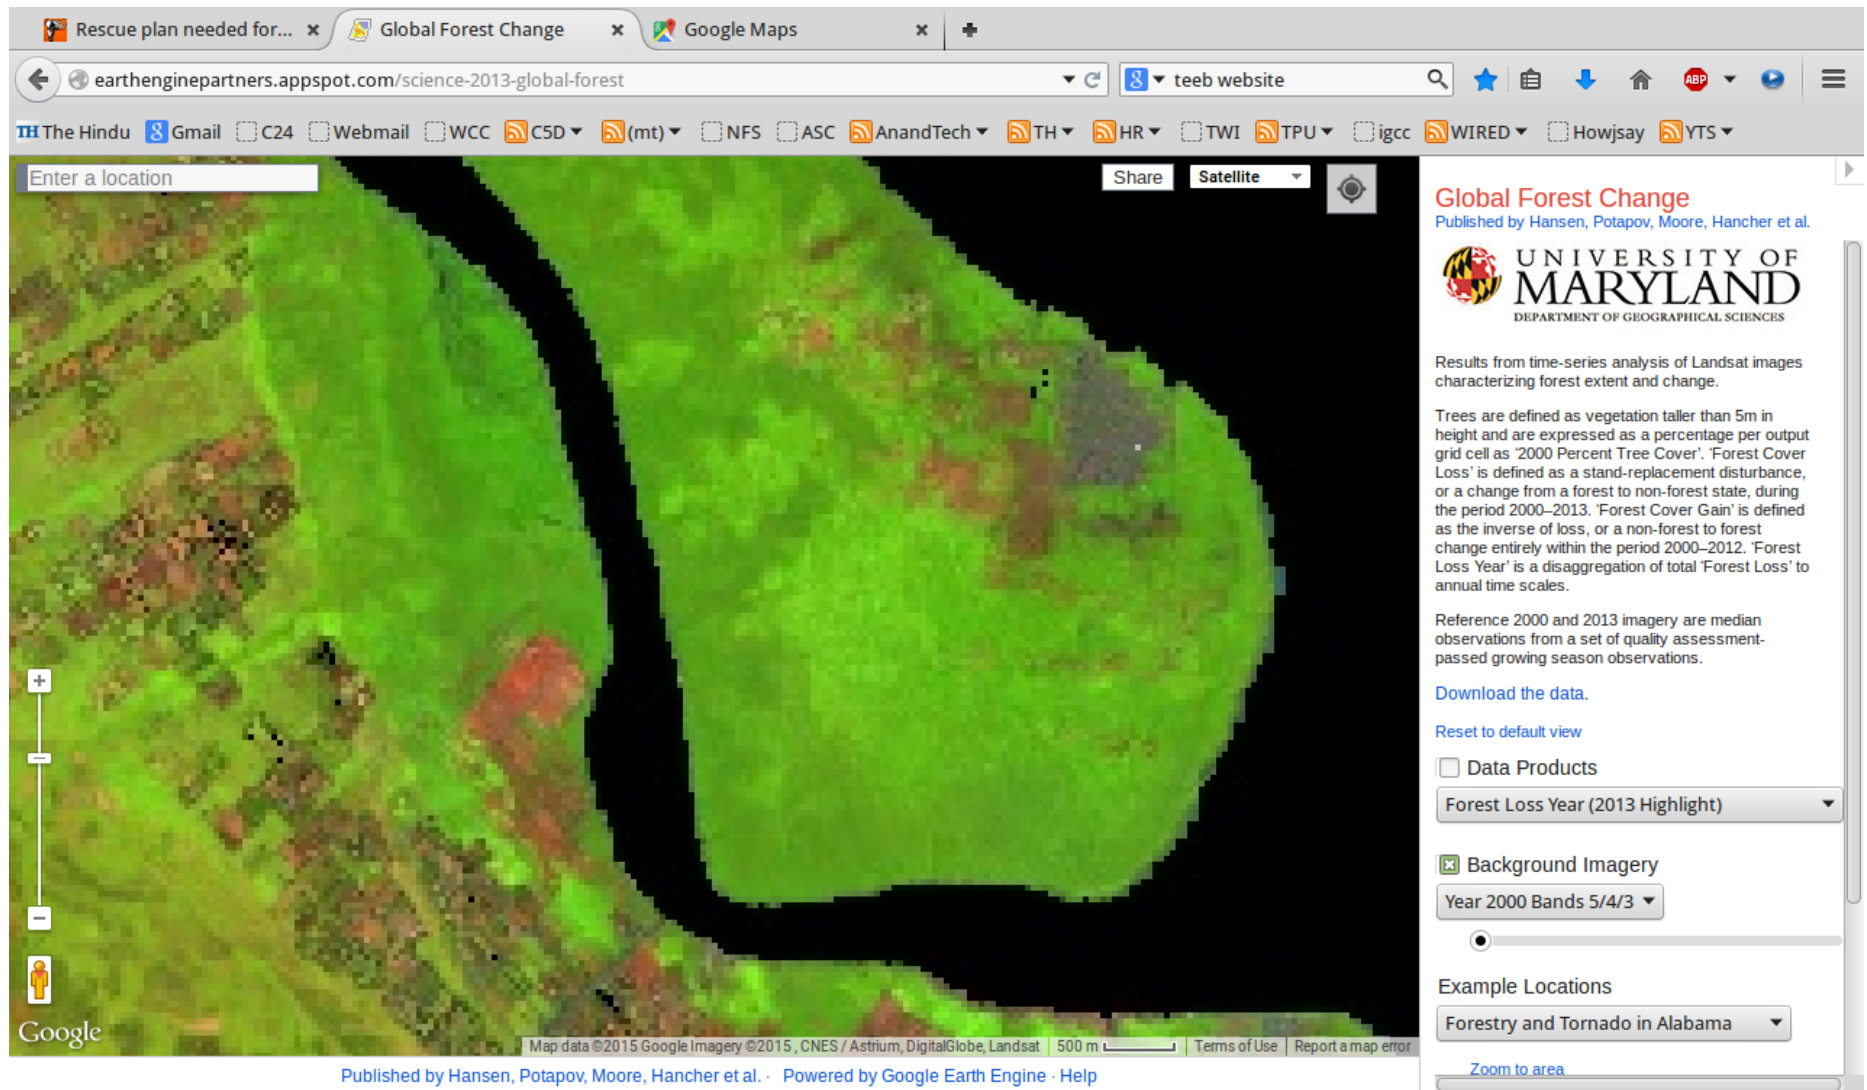 Rescue plan needed for...
Global Forest Change
Google Maps
earthenginepartners.appspot.com/science-2013-global-forest
8 teeb website
ABP
TH The Hindu 8 Gmail C24 Webmail WCC C5D (mt) NFS ASC AnandTech TH HR TWI TPU igcc WIRED Howjsay YTS
Enter a location
Share
Satellite
Global Forest Change
Published by Hansen, Potapov, Moore, Hancher et al.
UNIVERSITY OF
MARYLAND
DEPARTMENT OF GEOGRAPHICAL SCIENCES
Results from time-series analysis of Landsat images
characterizing forest extent and change.
Trees are defined as vegetation taller than 5m in
height and are expressed as a percentage per output
grid cell as ‘2000 Percent Tree Cover’. ‘Forest Cover
Loss’ is defined as a stand-replacement disturbance,
or a change from a forest to non-forest state, during
the period 2000–2013. ‘Forest Cover Gain’ is defined
as the inverse of loss, or a non-forest to forest
change entirely within the period 2000–2012. ‘Forest
Loss Year’ is a disaggregation of total ‘Forest Loss’ to
annual time scales.
Reference 2000 and 2013 imagery are median
observations from a set of quality assessment-
passed growing season observations.
Download the data.
Reset to default view
Data Products
Forest Loss Year (2013 Highlight)
Background Imagery
Year 2000 Bands 5/4/3
Example Locations
Forestry and Tornado in Alabama
Zoom to area
Google
Map data ©2015 Google Imagery ©2015 , CNES / Astrium, DigitalGlobe, Landsat
500 m
Terms of Use
Report a map error
Published by Hansen, Potapov, Moore, Hancher et al. · Powered by Google Earth Engine · Help